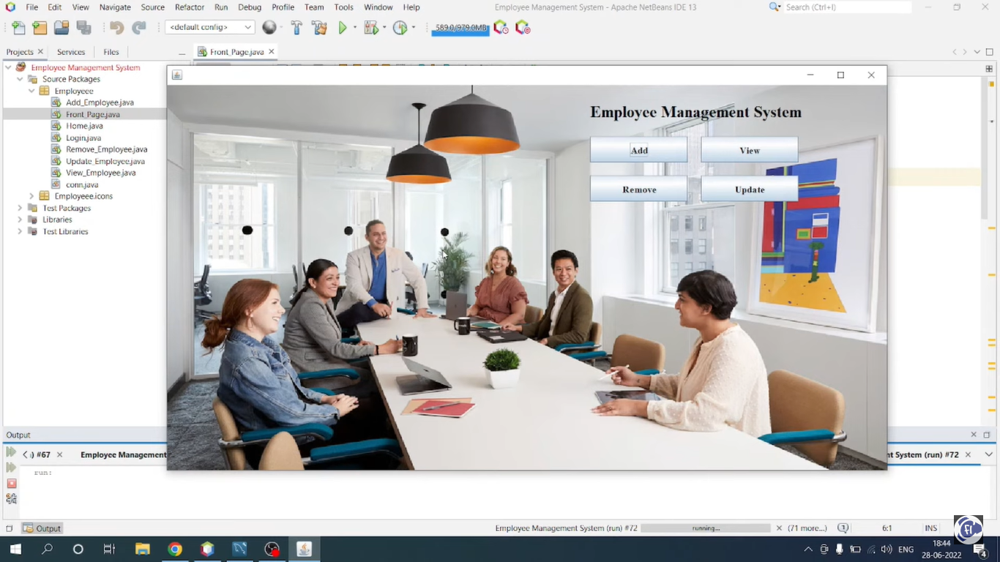 File Edit View Navigate Source Refactor Run Debug Profile Team Tools Window Help
Employee Management System - Apache NetBeans IDE 13
Search (Ctrl+I)
<default config>
589.0/979.0MB
Projects Services Files
Front_Page.java
Employee Management System
Source Packages
Employeee
Add_Employee.java
Front_Page.java
Home.java
Login.java
Remove_Employee.java
Update_Employee.java
View_Employee.java
conn.java
Employeee.icons
Test Packages
Libraries
Test Libraries
Employee Management System
Add View
Remove Update
Output
#67 Employee Management
nt System (run) #72
run:
Output
Employee Management System (run) #72 running... (71 more...) 1 6:1 INS
ENG
18:44
28-06-2022
4